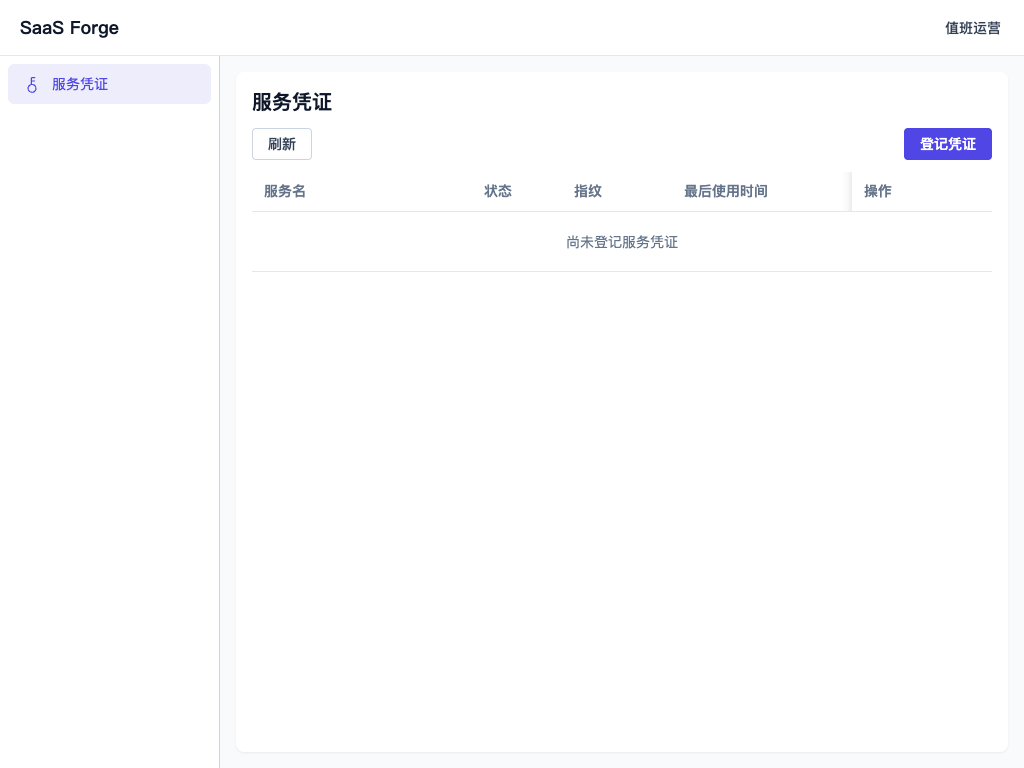 SaaS Forge
值班运营
服务凭证
服务凭证
刷新
登记凭证
服务名 状态 指纹 最后使用时间 操作
尚未登记服务凭证